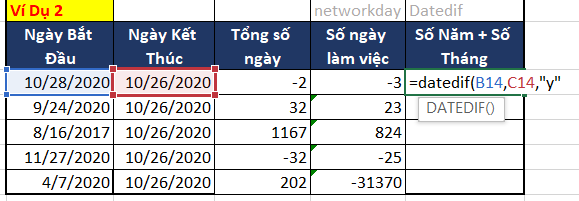 Ví Dụ 2 networkday Datedif
Ngày Bắt Đầu Ngày Kết Thúc Tổng số ngày Số ngày làm việc Số Năm + Số Tháng
10/28/2020 10/26/2020 -2 -3 =datedif(B14,C14,"y"
DATEDIF()
9/24/2020 10/26/2020 32 23
8/16/2017 10/26/2020 1167 824
11/27/2020 10/26/2020 -32 -25
4/7/2020 10/26/2020 202 -31370